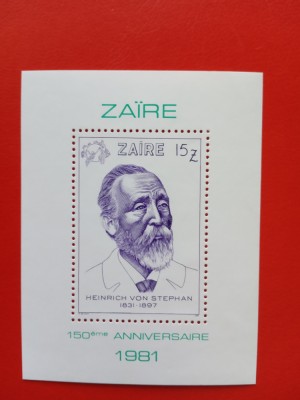 ZAÏRE
ZAÏRE 15z
HEINRICH VON STEPHAN
1831-1897
150ème ANNIVERSAIRE
1981